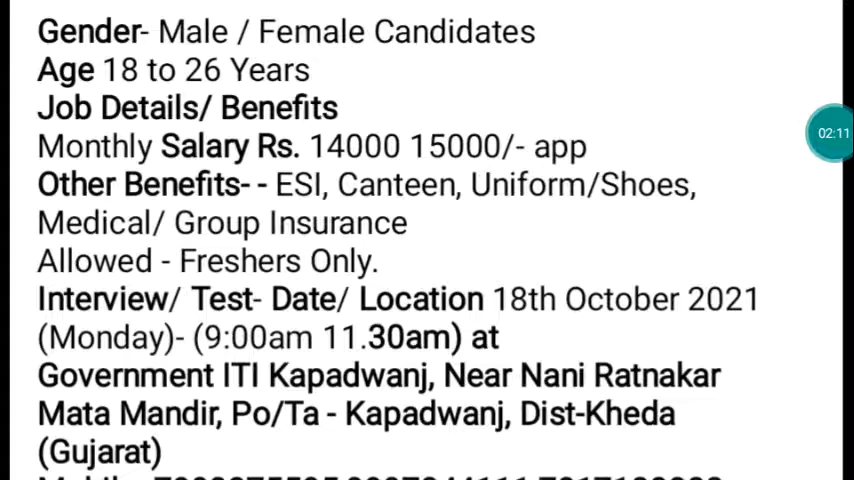 Gender- Male / Female Candidates
Age 18 to 26 Years
Job Details/ Benefits
Monthly Salary Rs. 14000 15000/- app
Other Benefits- - ESI, Canteen, Uniform/Shoes,
Medical/ Group Insurance
Allowed - Freshers Only.
Interview/ Test- Date/ Location 18th October 2021
(Monday)- (9:00am 11.30am) at
Government ITI Kapadwanj, Near Nani Ratnakar
Mata Mandir, Po/Ta - Kapadwanj, Dist-Kheda
(Gujarat)
02:11